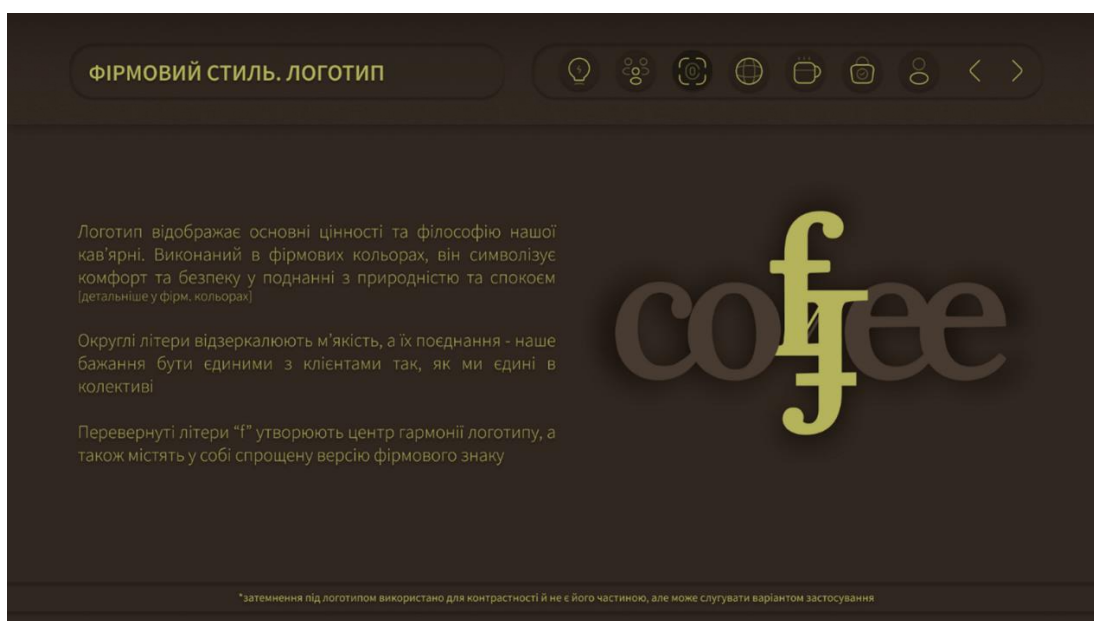 ФІРМОВИЙ СТИЛЬ. ЛОГОТИП
Логотип відображає основні цінності та філософію нашої
кав'ярні. Виконаний в фірмових кольорах, він символізує
комфорт та безпеку у поднанні з природністю та спокоєм
[детальніше у фірм. кольорах]
Округлі літери відзеркалюють м'якість, а їх поєднання - наше
бажання бути єдиними з клієнтами так, як ми єдині в
колективі
Перевернуті літери “f” утворюють центр гармонії логотипу, а
також містять у собі спрощену версію фірмового знаку
coffee
*затемнення під логотипом використано для контрастності й не є його частиною, але може слугувати варіантом застосування